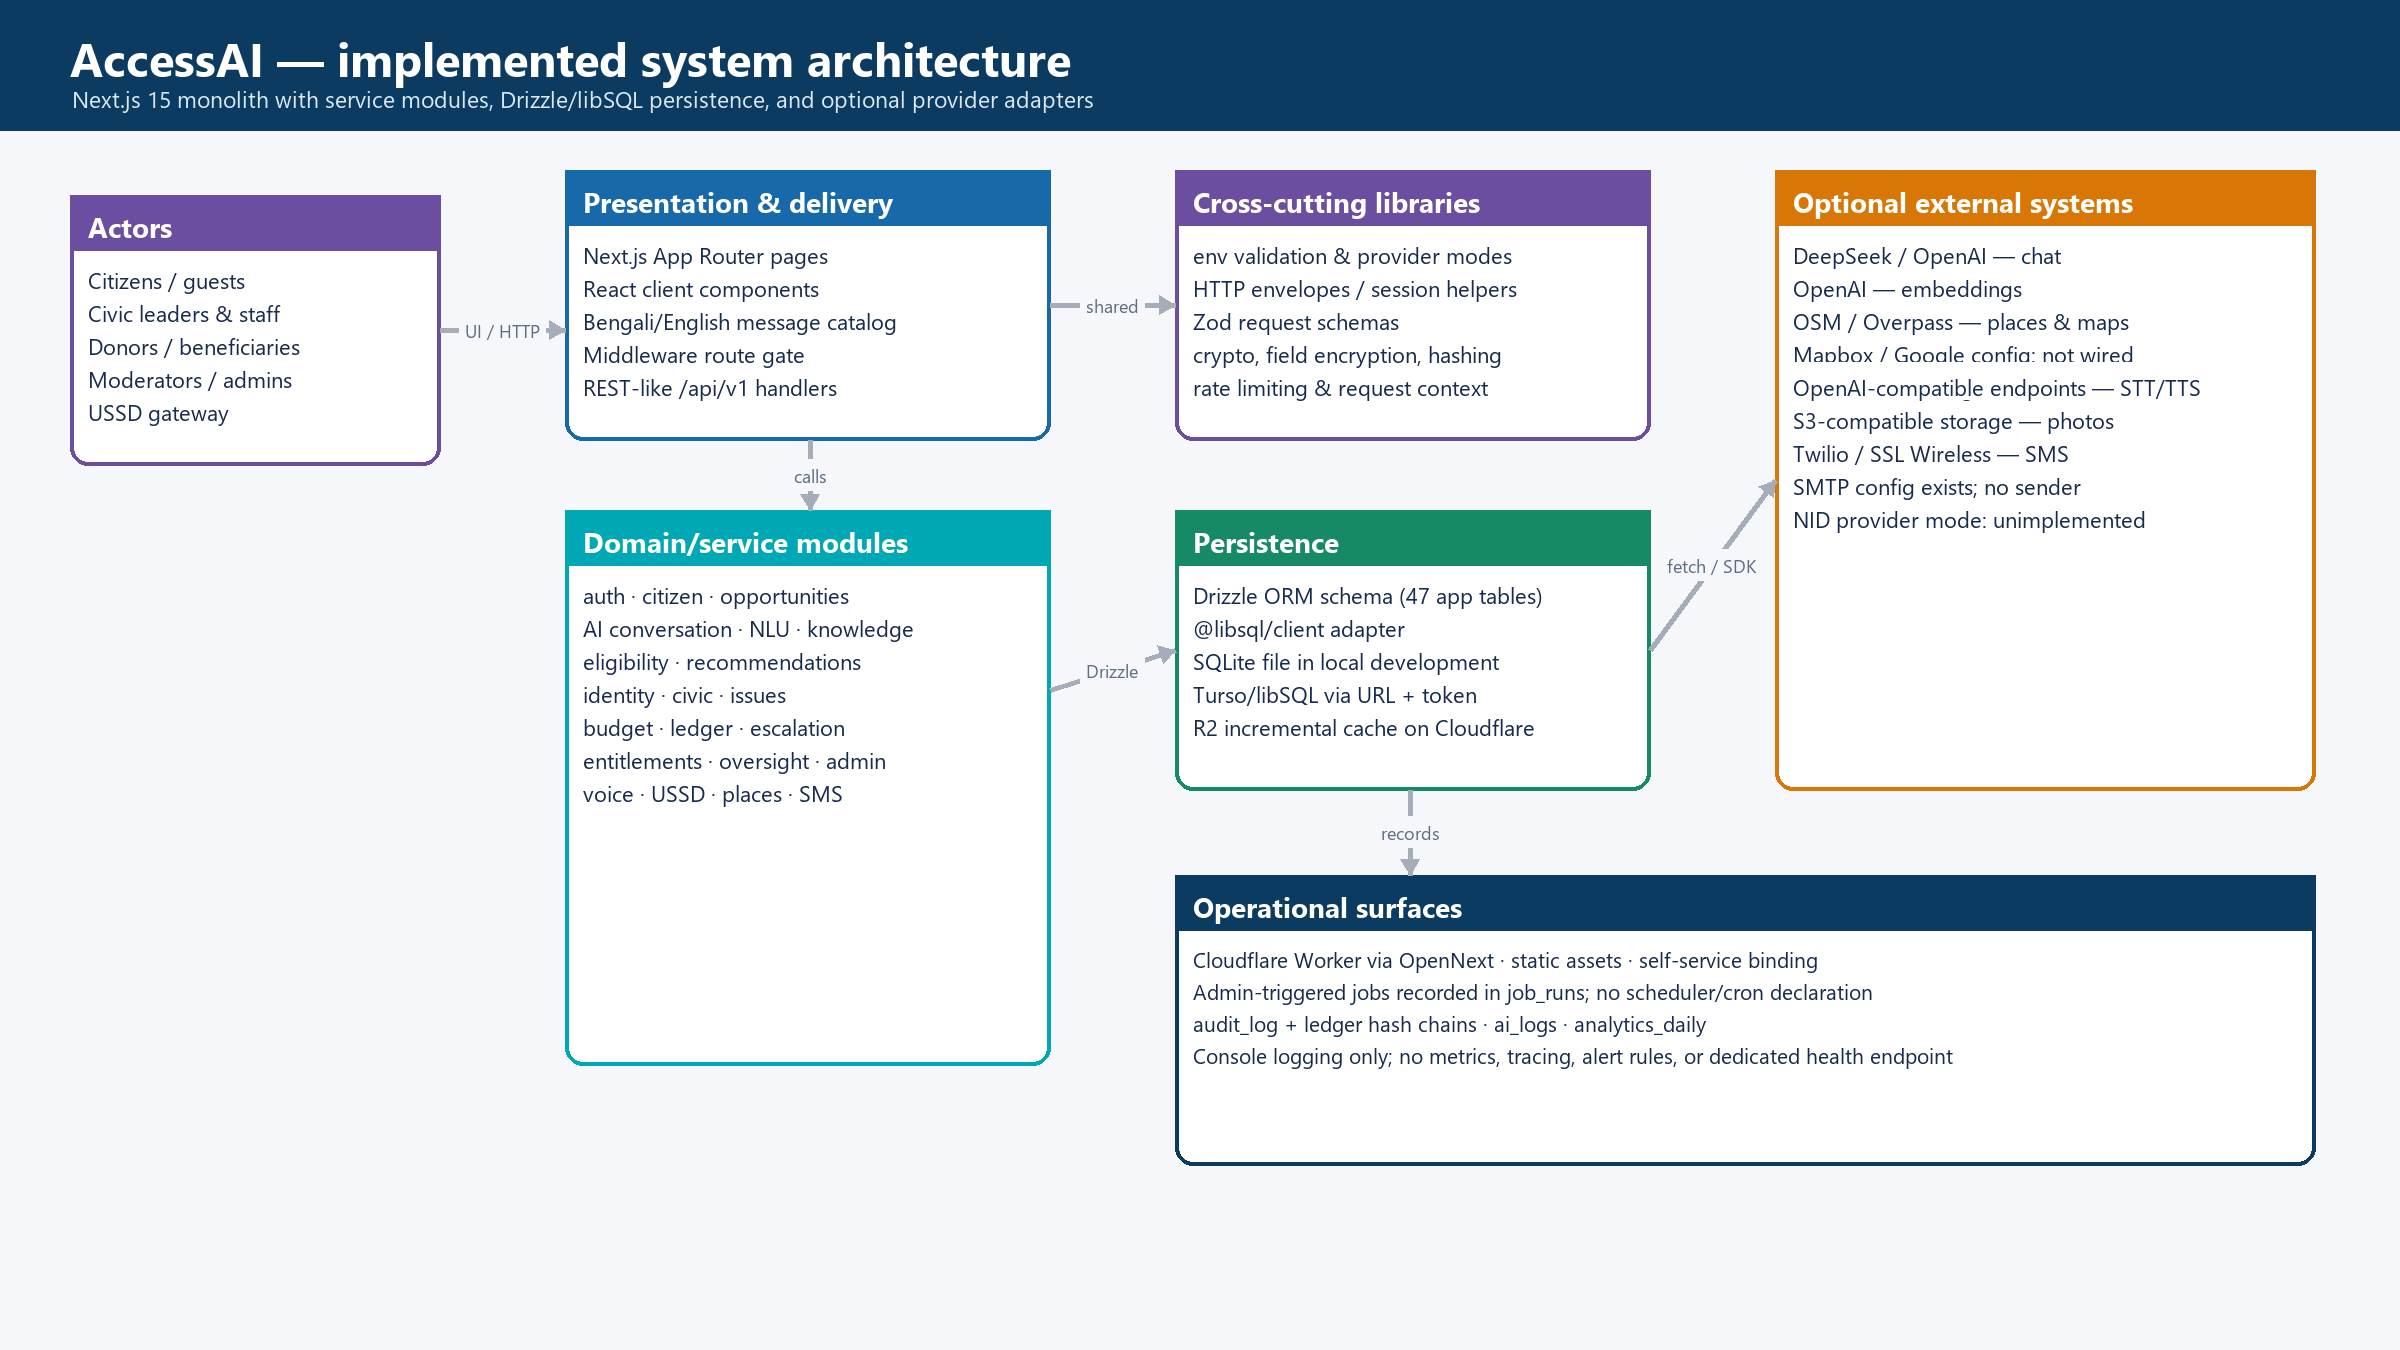 AccessAI — implemented system architecture
Next.js 15 monolith with service modules, Drizzle/libSQL persistence, and optional provider adapters
Actors
Citizens / guests
Civic leaders & staff
Donors / beneficiaries
Moderators / admins
USSD gateway
UI / HTTP
Presentation & delivery
Next.js App Router pages
React client components
Bengali/English message catalog
Middleware route gate
REST-like /api/v1 handlers
shared
Cross-cutting libraries
env validation & provider modes
HTTP envelopes / session helpers
Zod request schemas
crypto, field encryption, hashing
rate limiting & request context
Optional external systems
DeepSeek / OpenAI — chat
OpenAI — embeddings
OSM / Overpass — places & maps
Mapbox / Google config; not wired
OpenAI-compatible endpoints — STT/TTS
S3-compatible storage — photos
Twilio / SSL Wireless — SMS
SMTP config exists; no sender
NID provider mode: unimplemented
calls
Domain/service modules
auth · citizen · opportunities
AI conversation · NLU · knowledge
eligibility · recommendations
identity · civic · issues
budget · ledger · escalation
entitlements · oversight · admin
voice · USSD · places · SMS
Drizzle
Persistence
Drizzle ORM schema (47 app tables)
@libsql/client adapter
SQLite file in local development
Turso/libSQL via URL + token
R2 incremental cache on Cloudflare
fetch / SDK
records
Operational surfaces
Cloudflare Worker via OpenNext · static assets · self-service binding
Admin-triggered jobs recorded in job_runs; no scheduler/cron declaration
audit_log + ledger hash chains · ai_logs · analytics_daily
Console logging only; no metrics, tracing, alert rules, or dedicated health endpoint